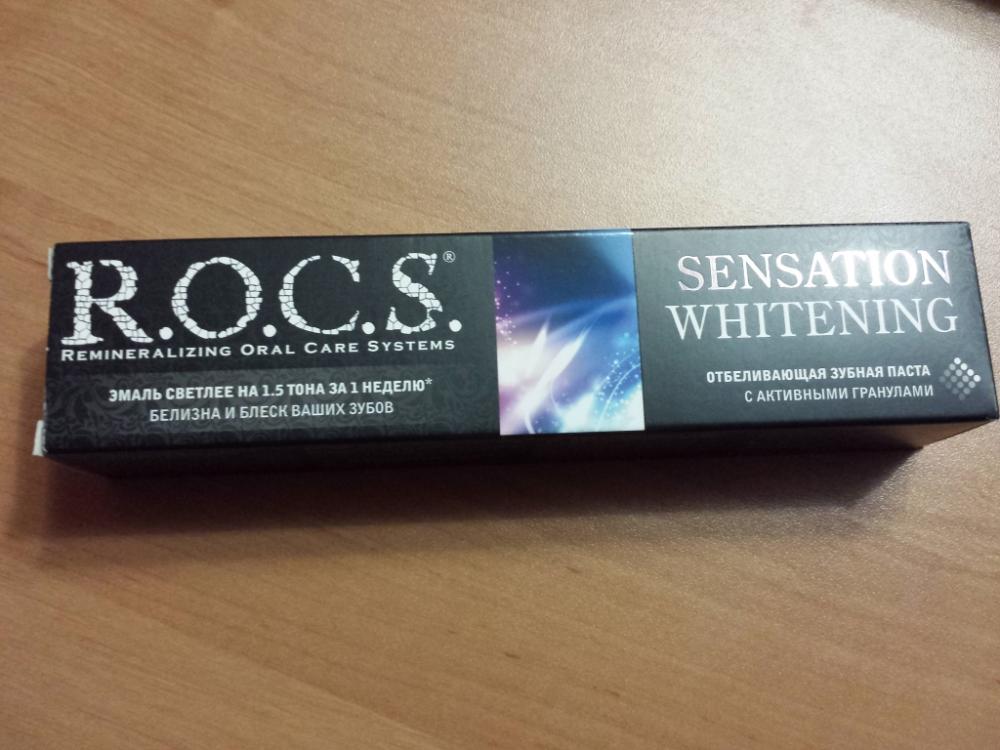 R.O.C.S.®
REMINERALIZING ORAL CARE SYSTEMS
ЭМАЛЬ СВЕТЛЕЕ НА 1.5 ТОНА ЗА 1 НЕДЕЛЮ*
БЕЛИЗНА И БЛЕСК ВАШИХ ЗУБОВ
SENSATION
WHITENING
ОТБЕЛИВАЮЩАЯ ЗУБНАЯ ПАСТА
С АКТИВНЫМИ ГРАНУЛАМИ